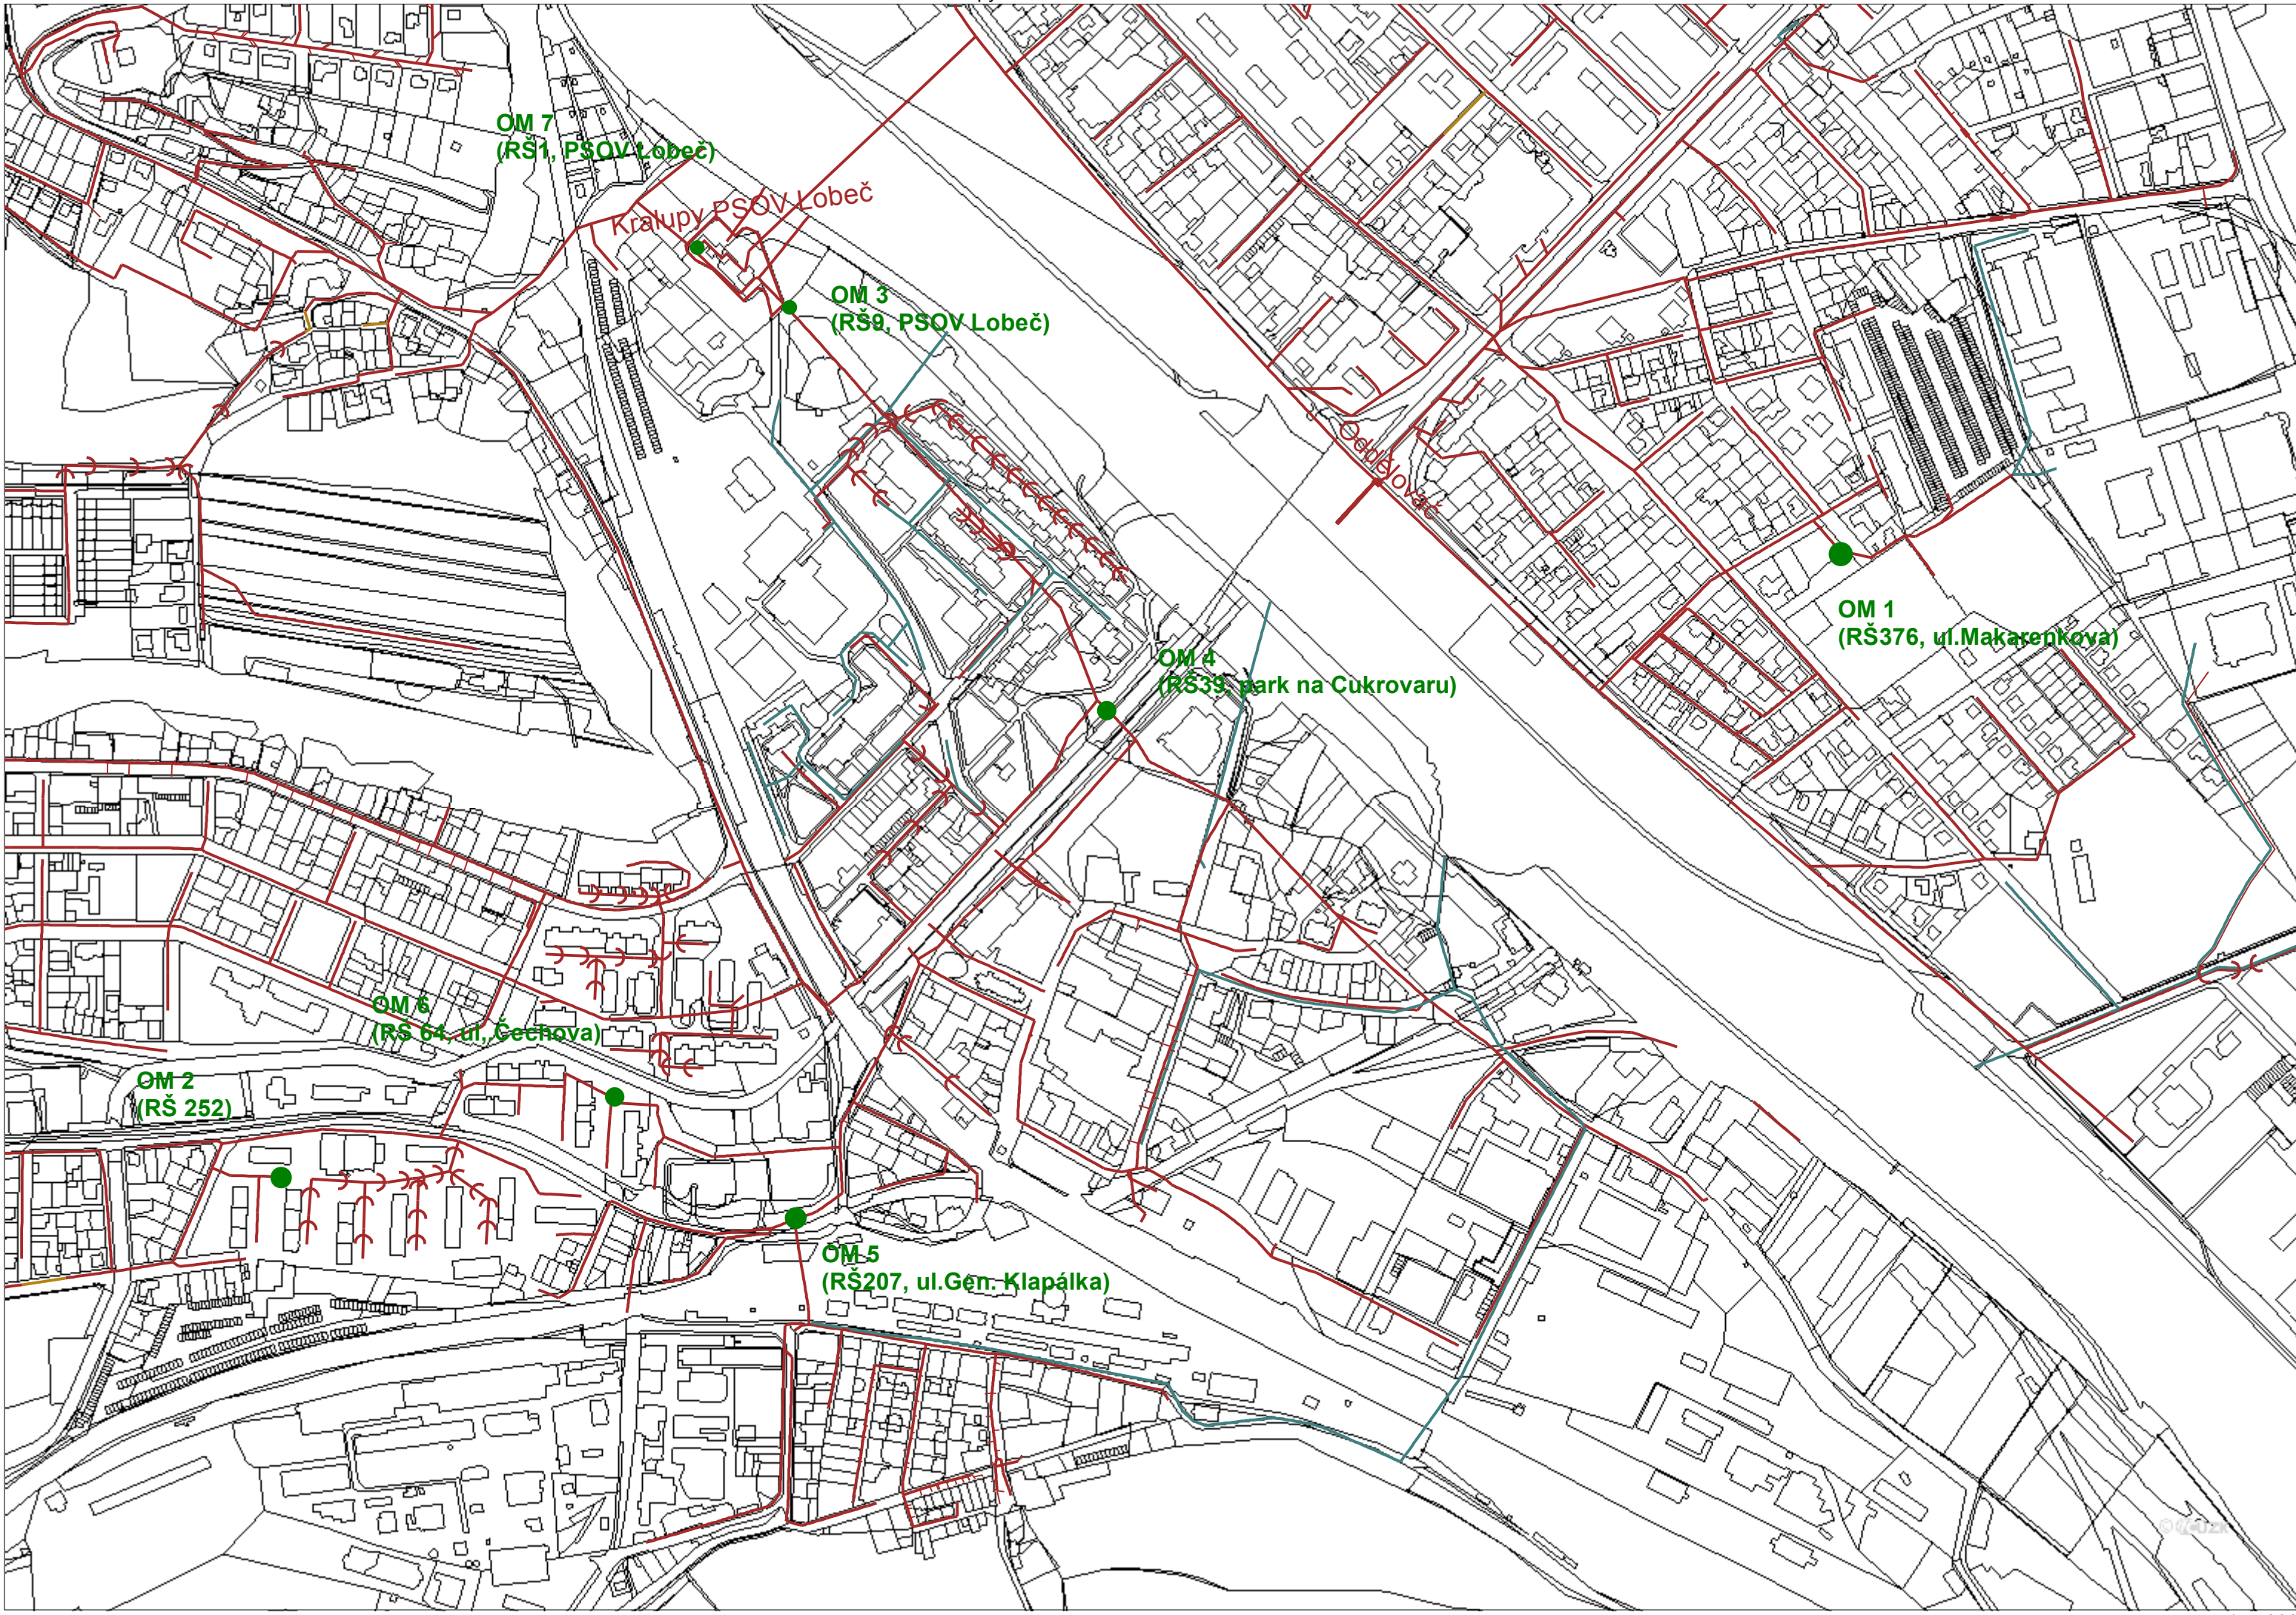 OM 7
(RŠ1, PSOV Lobeč)
Kralupy PSOV Lobeč
OM 3
(RŠ9, PSOV Lobeč)
Oddělovač
OM 1
(RŠ376, ul.Makarenkova)
OM 4
(RŠ39, park na Cukrovaru)
OM 6
(RŠ 64, ul, Čechova)
OM 2
(RŠ 252)
OM 5
(RŠ207, ul.Gen. Klapálka)
© ČÚZK